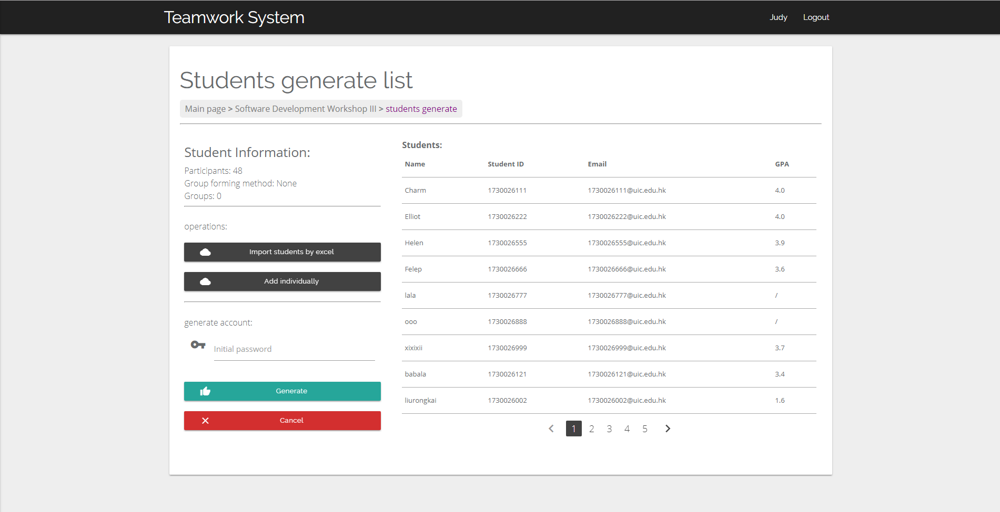 Teamwork System
Judy Logout
Students generate list
Main page > Software Development Workshop III > students generate
Student Information:
Participants: 48
Group forming method: None
Groups: 0
operations:
Import students by excel
Add individually
generate account:
Initial password
Generate
Cancel
Students:
Name Student ID Email GPA
Charm 1730026111 1730026111@uic.edu.hk 4.0
Elliot 1730026222 1730026222@uic.edu.hk 4.0
Helen 1730026555 1730026555@uic.edu.hk 3.9
Felep 1730026666 1730026666@uic.edu.hk 3.6
lala 1730026777 1730026777@uic.edu.hk /
ooo 1730026888 1730026888@uic.edu.hk /
xixixii 1730026999 1730026999@uic.edu.hk 3.7
babala 1730026121 1730026121@uic.edu.hk 3.4
liurongkai 1730026002 1730026002@uic.edu.hk 1.6
1 2 3 4 5